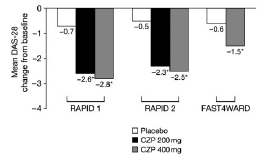 Mean DAS-28
change from baseline
0
−1
−2
−3
−4
−0.7
−2.6*
−2.8*
−0.5
−2.3*
−2.5*
−0.6
−1.5*
RAPID 1
RAPID 2
FAST4WARD
Placebo
CZP 200mg
CZP 400mg